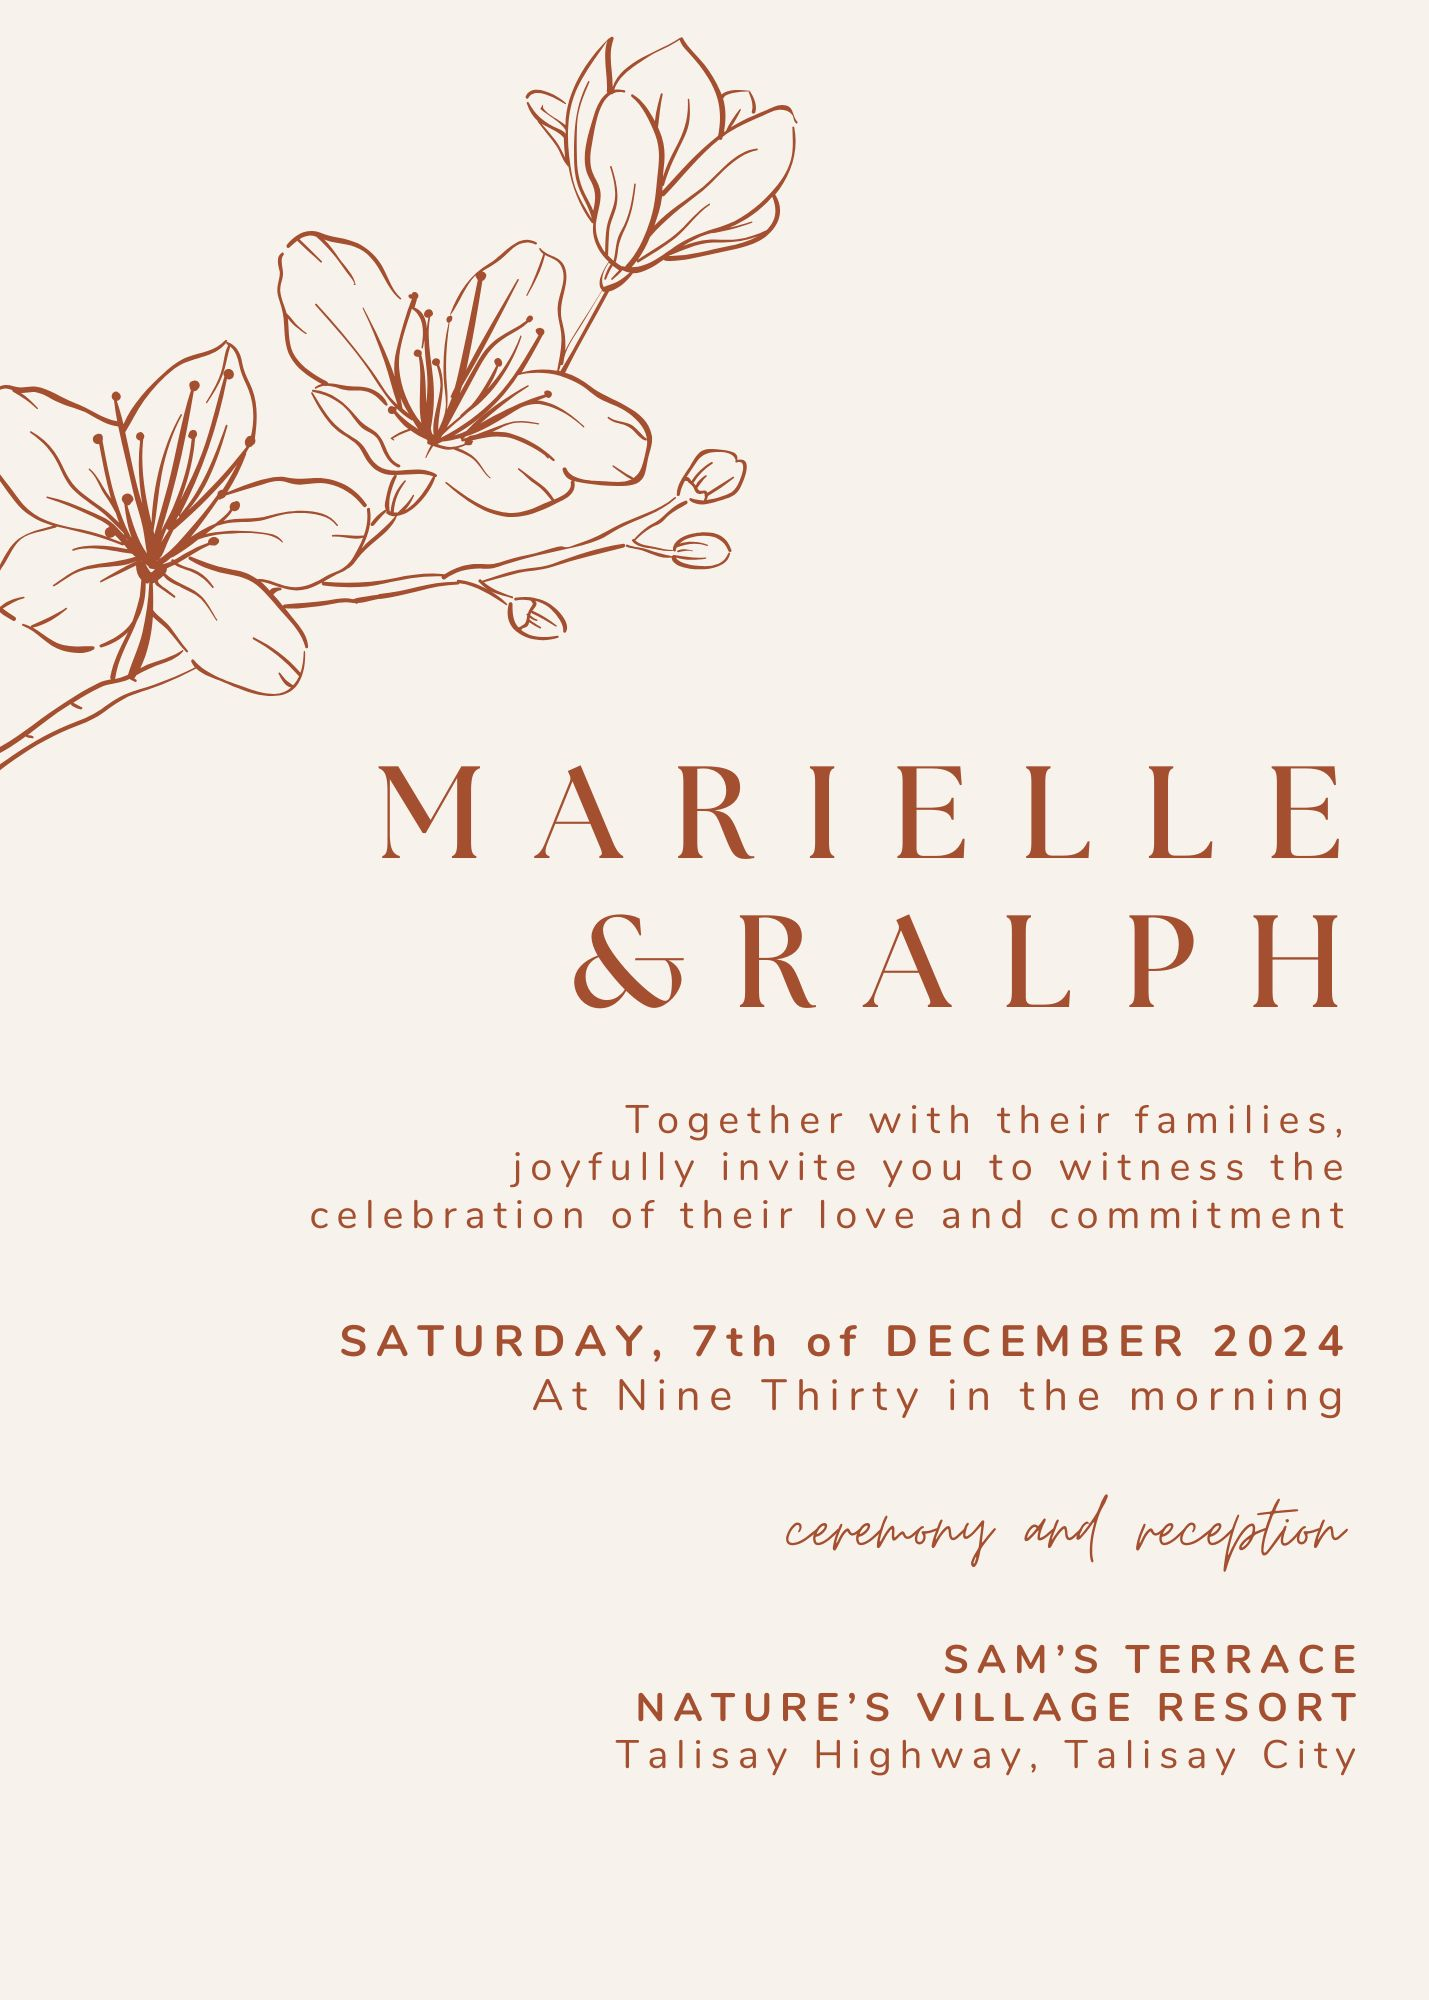 MARIELLE
&RALPH
Together with their families,
joyfully invite you to witness the
celebration of their love and commitment
SATURDAY, 7th of DECEMBER 2024
At Nine Thirty in the morning
ceremony and reception
SAM’S TERRACE
NATURE’S VILLAGE RESORT
Talisay Highway, Talisay City